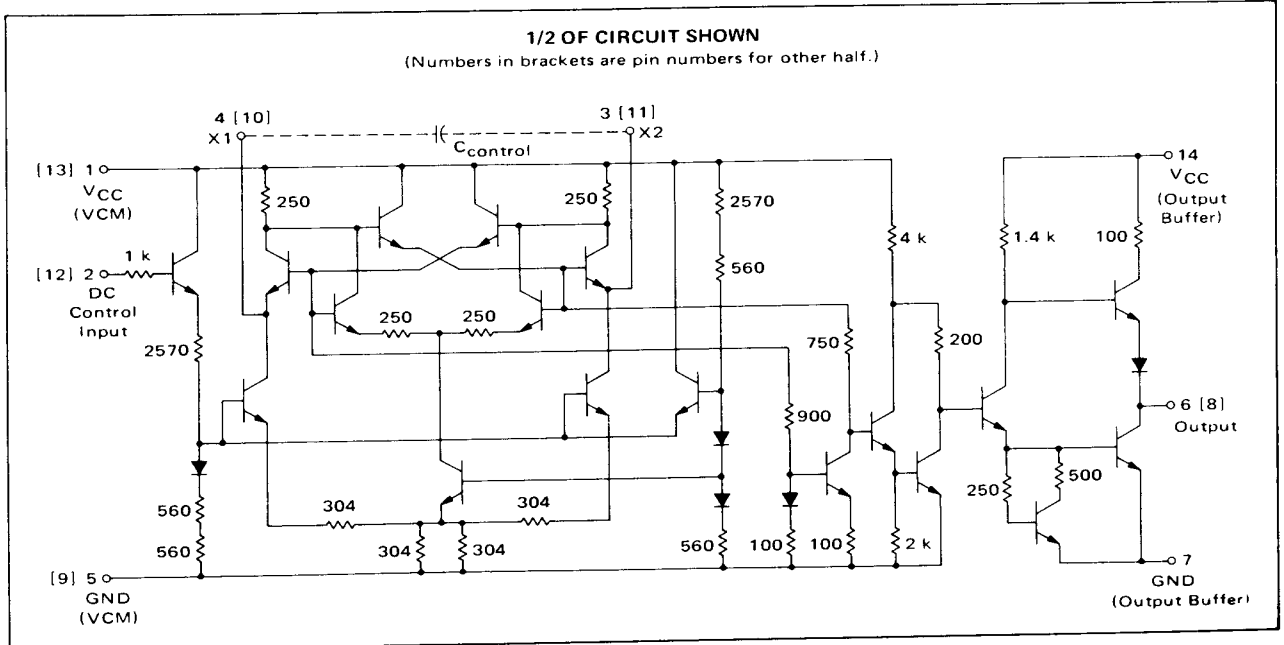 1/2 OF CIRCUIT SHOWN
(Numbers in brackets are pin numbers for other half.)
4 [10]
X1
3 [11]
X2
Ccontrol
[13] 1
VCC
(VCM)
250
250
2570
14
VCC
(Output
Buffer)
4 k
1.4 k
100
1 k
[12] 2
DC
Control
Input
560
250
250
2570
750
200
900
6 [8]
Output
304
304
250
500
560
560
304
304
560
100
100
2 k
[9] 5
GND
(VCM)
7
GND
(Output Buffer)